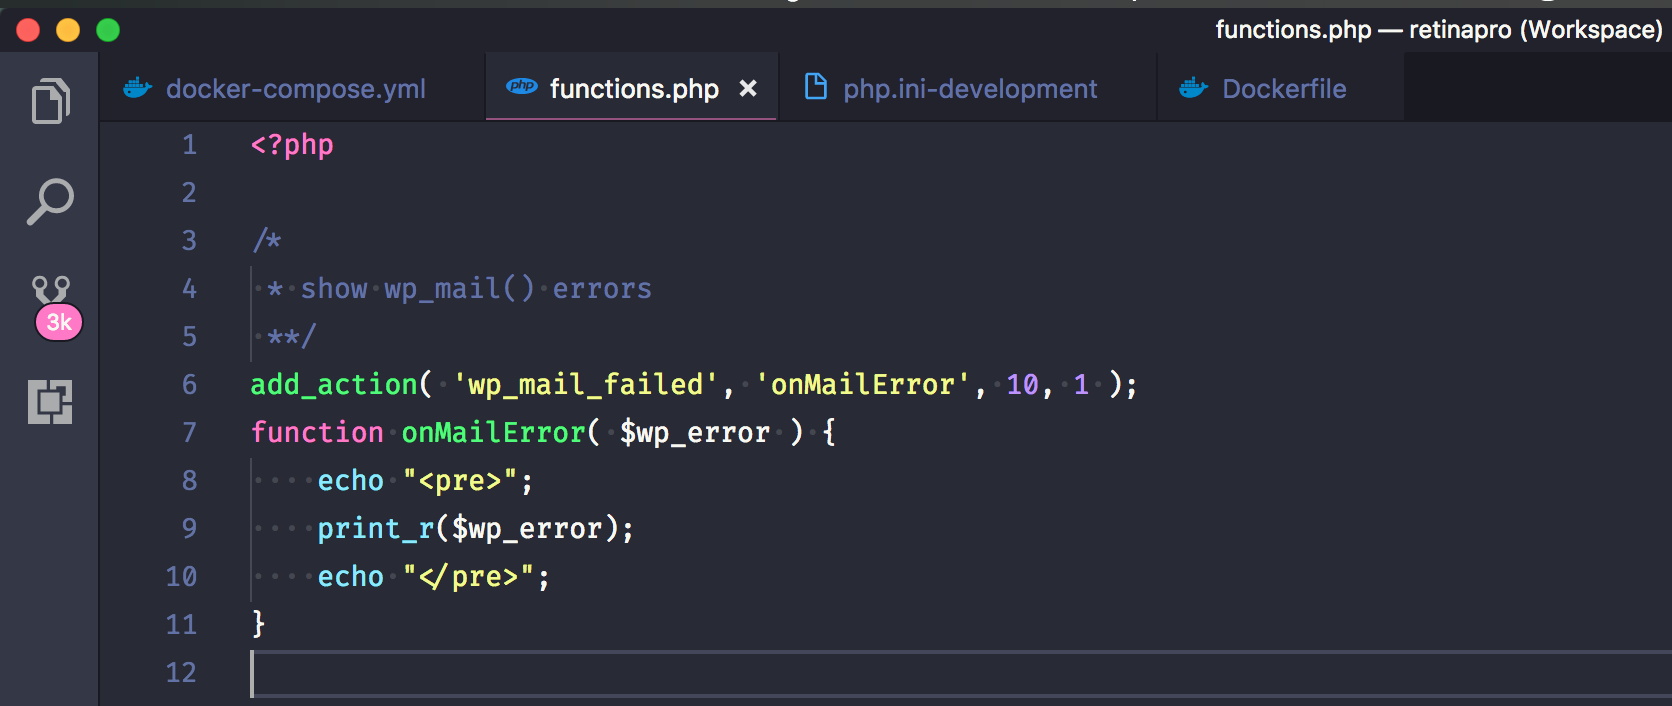 functions.php — retinapro (Workspace)
docker-compose.yml
php functions.php ×
php.ini-development
Dockerfile
3k
1 <?php
2
3 /*
4 * show wp_mail() errors
5 **/
6 add_action( 'wp_mail_failed', 'onMailError', 10, 1 );
7 function onMailError( $wp_error ) {
8 echo "<pre>";
9 print_r($wp_error);
10 echo "</pre>";
11 }
12